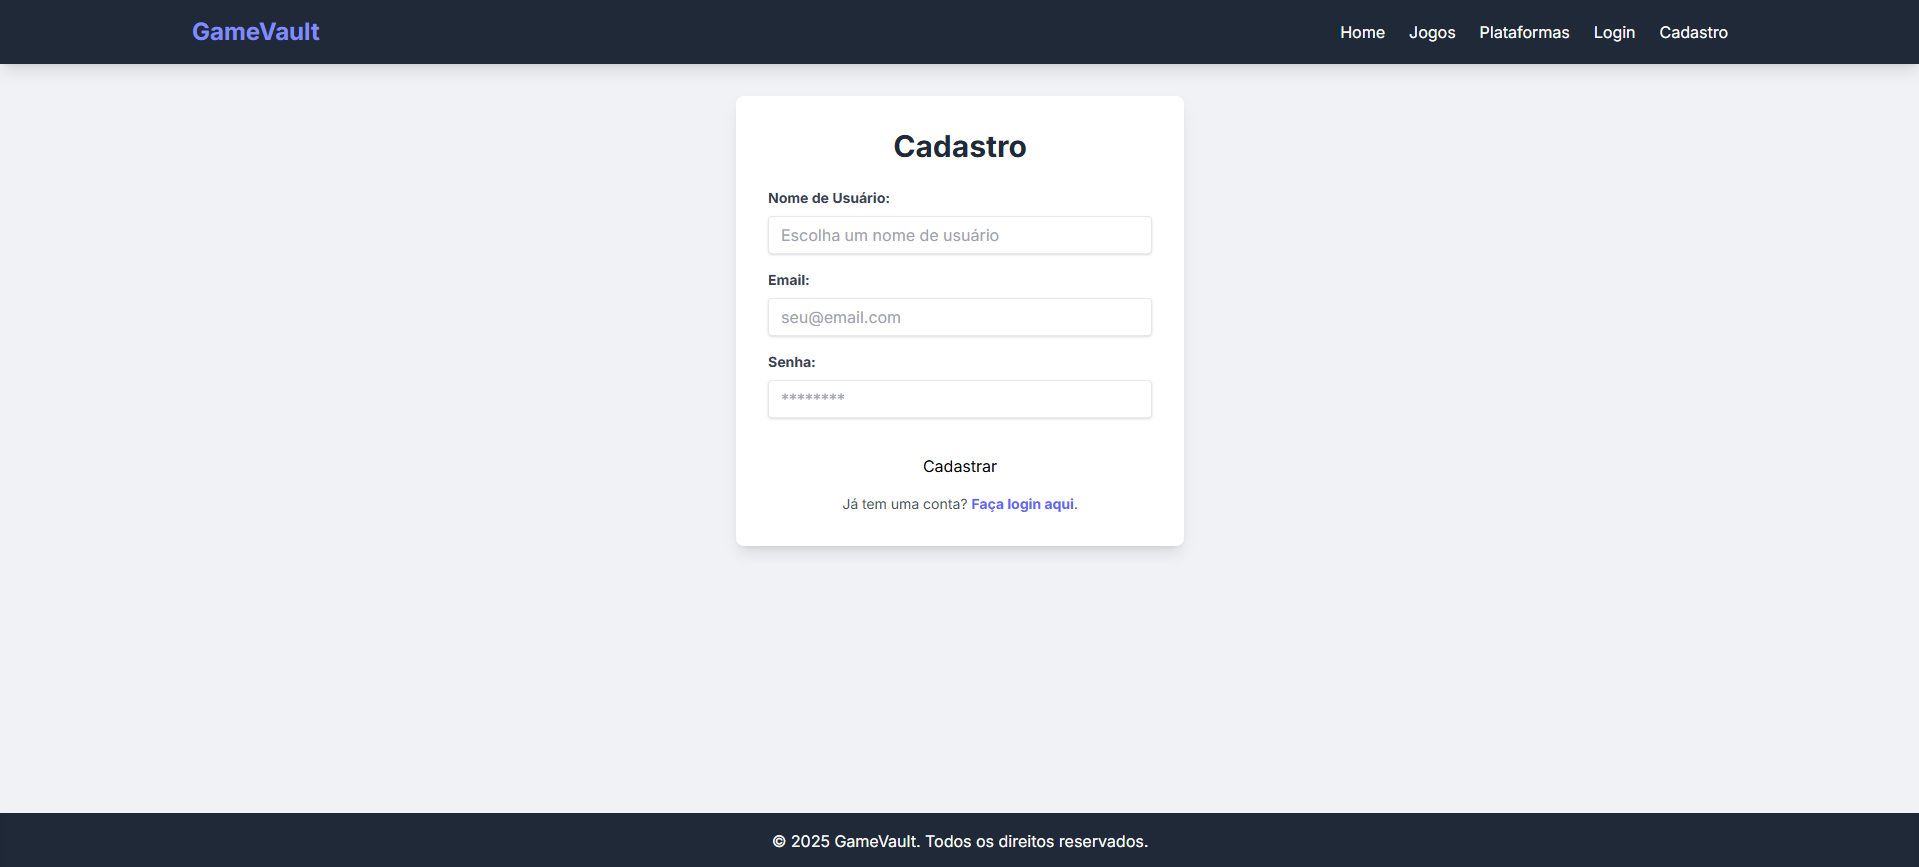 GameVault
Home Jogos Plataformas Login Cadastro
Cadastro
Nome de Usuário:
Escolha um nome de usuário
Email:
seu@email.com
Senha:
********
Cadastrar
Já tem uma conta? Faça login aqui.
© 2025 GameVault. Todos os direitos reservados.